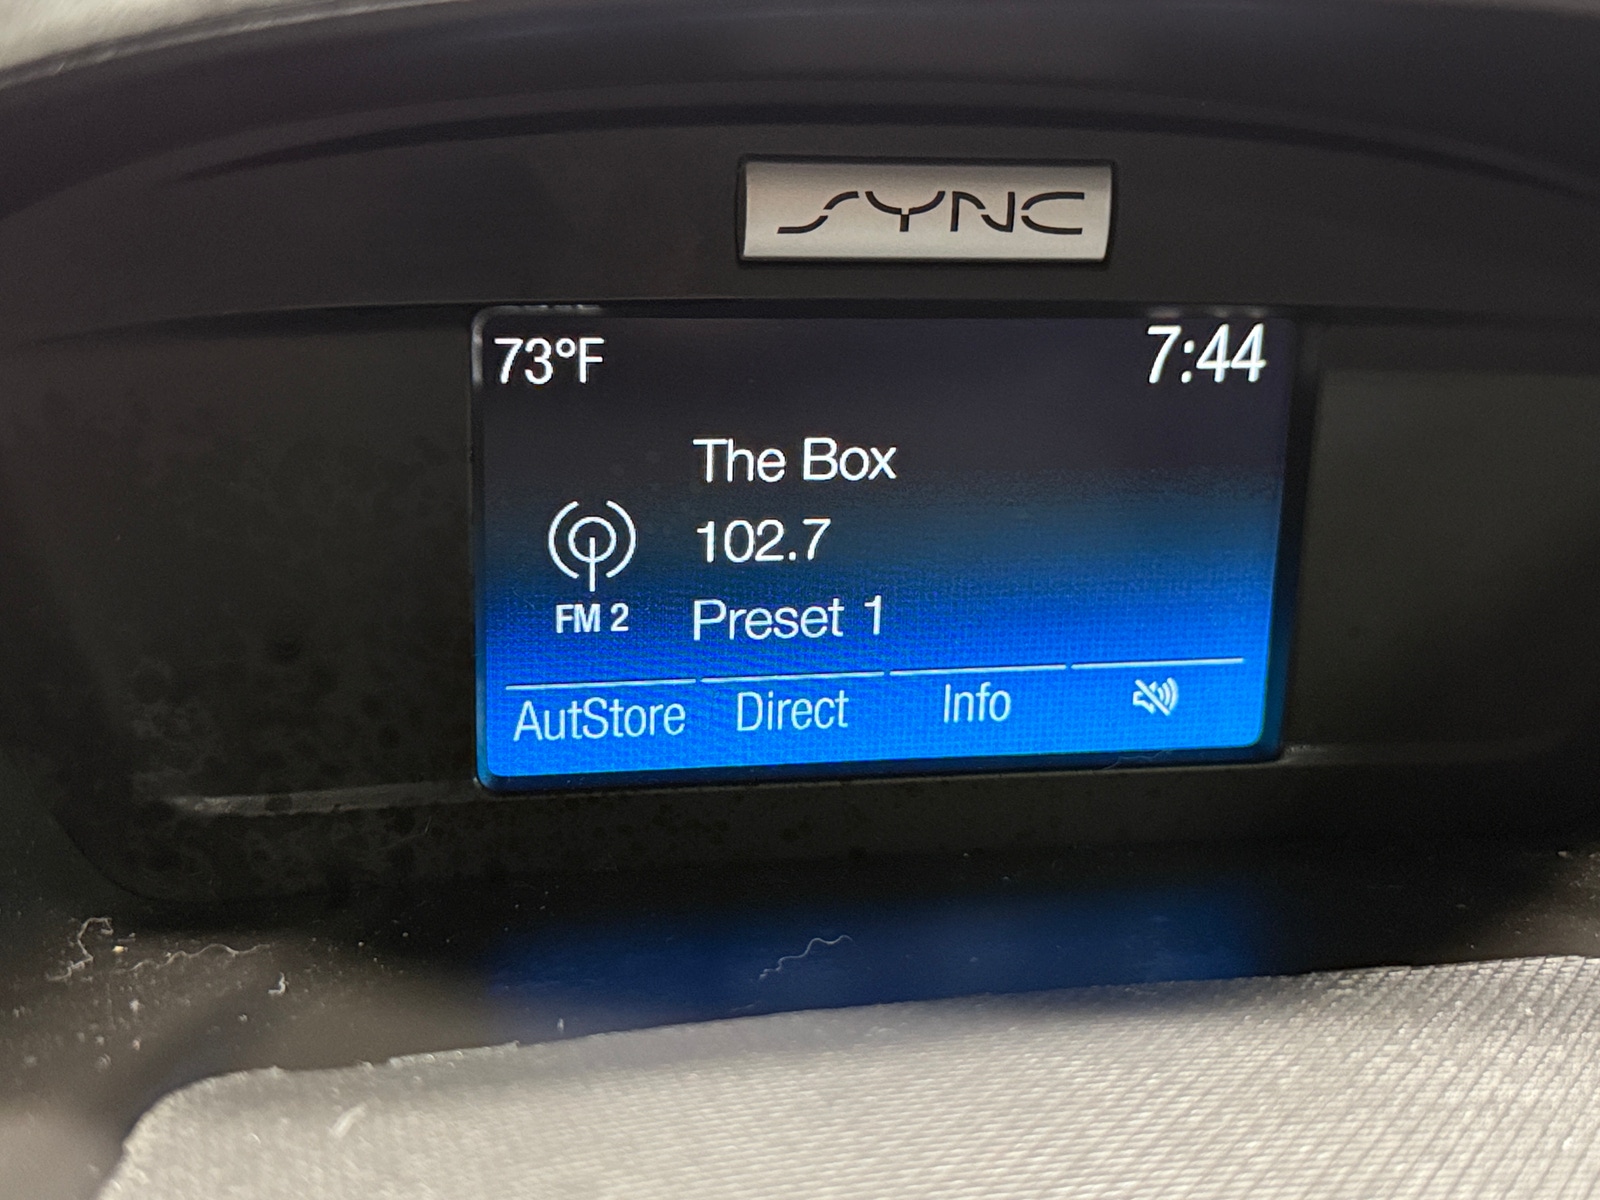 SYNC
73°F
7:44
The Box
102.7
FM 2
Preset 1
AutStore
Direct
Info